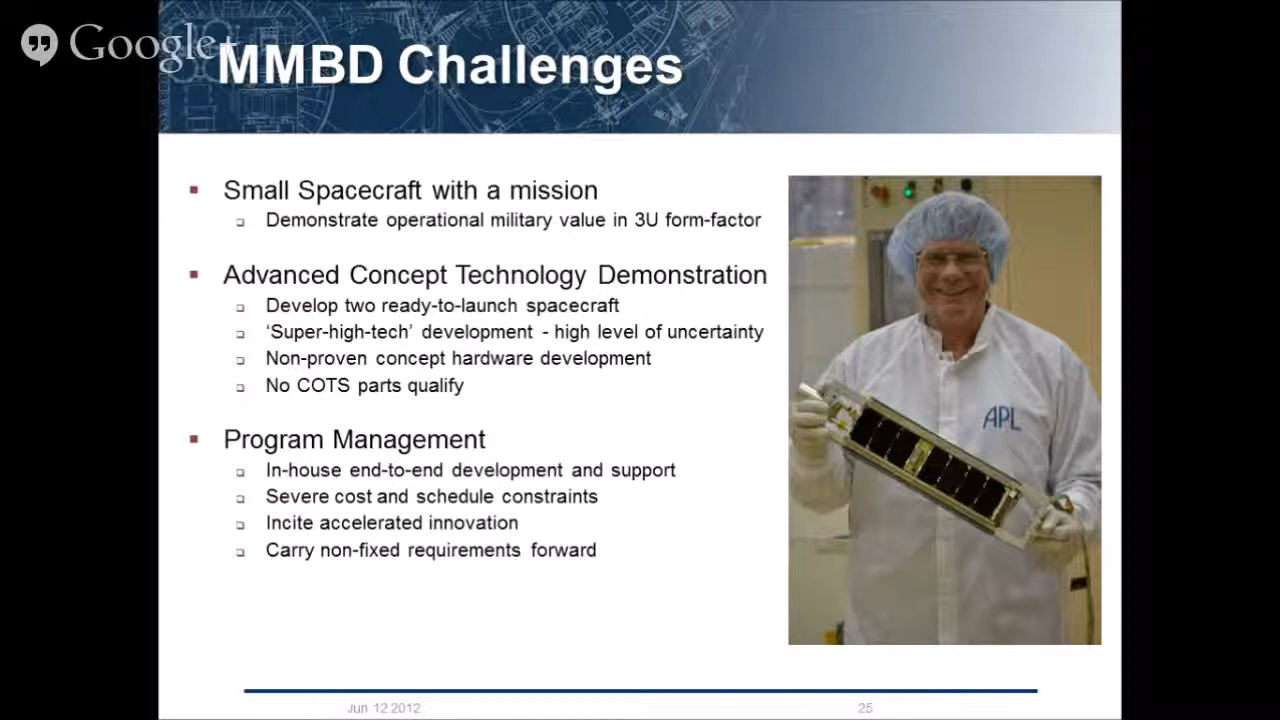 Google+
MMBD Challenges
Small Spacecraft with a mission
Demonstrate operational military value in 3U form-factor
Advanced Concept Technology Demonstration
Develop two ready-to-launch spacecraft
‘Super-high-tech’ development - high level of uncertainty
Non-proven concept hardware development
No COTS parts qualify
Program Management
In-house end-to-end development and support
Severe cost and schedule constraints
Incite accelerated innovation
Carry non-fixed requirements forward
APL
Jun 12 2012
25